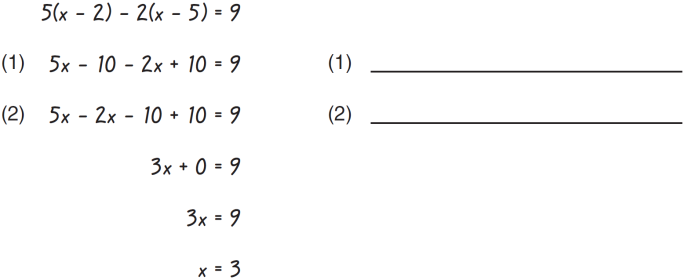 5(x - 2) - 2(x - 5) = 9
(1) 5x - 10 - 2x + 10 = 9 (1)
(2) 5x - 2x - 10 + 10 = 9 (2)
3x + 0 = 9
3x = 9
x = 3